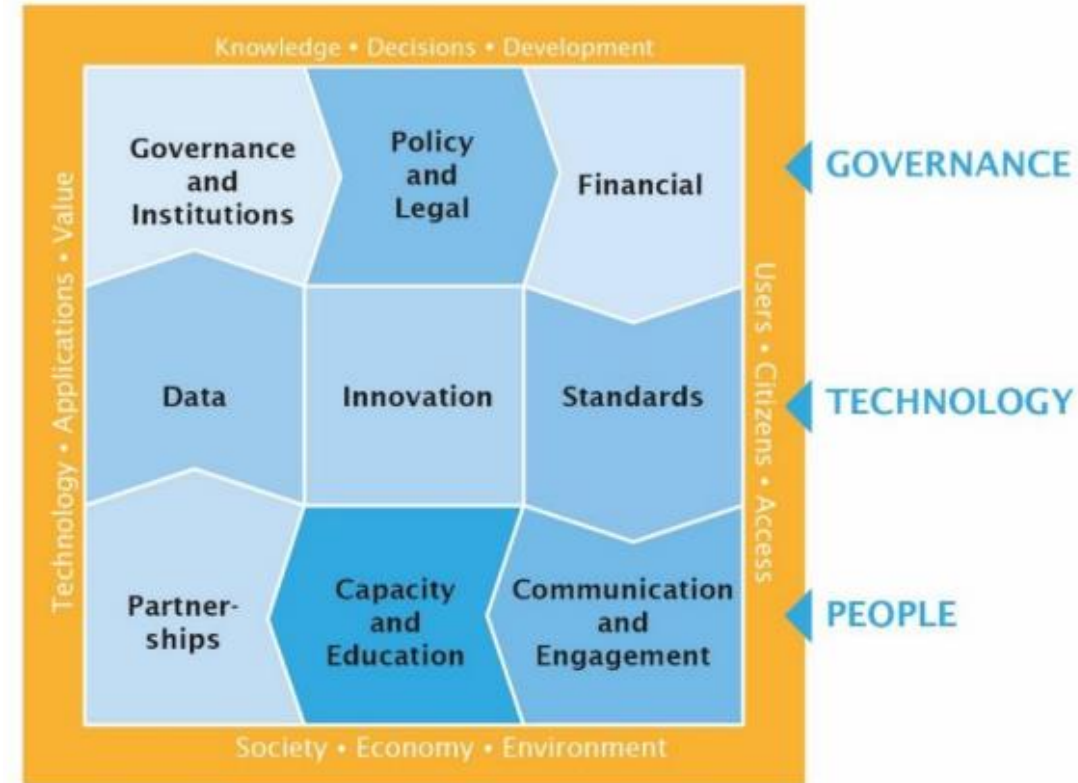 Knowledge • Decisions • Development
Governance
and
Institutions
Policy
and
Legal
Financial
GOVERNANCE
Technology • Applications • Value
Data
Innovation
Standards
Users • Citizens • Access
TECHNOLOGY
Partner-
ships
Capacity
and
Education
Communication
and
Engagement
PEOPLE
Society • Economy • Environment